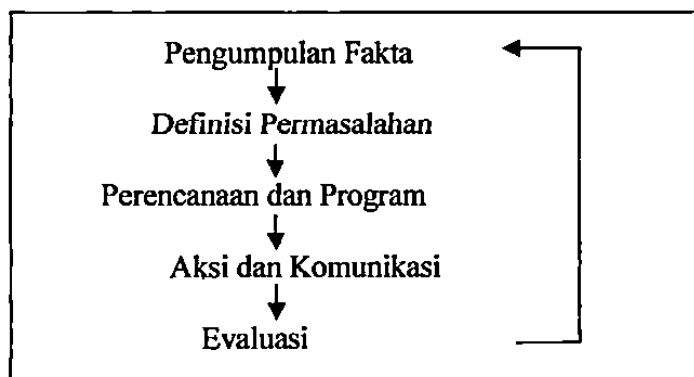 Pengumpulan Fakta
Definisi Permasalahan
Perencanaan dan Program
Aksi dan Komunikasi
Evaluasi